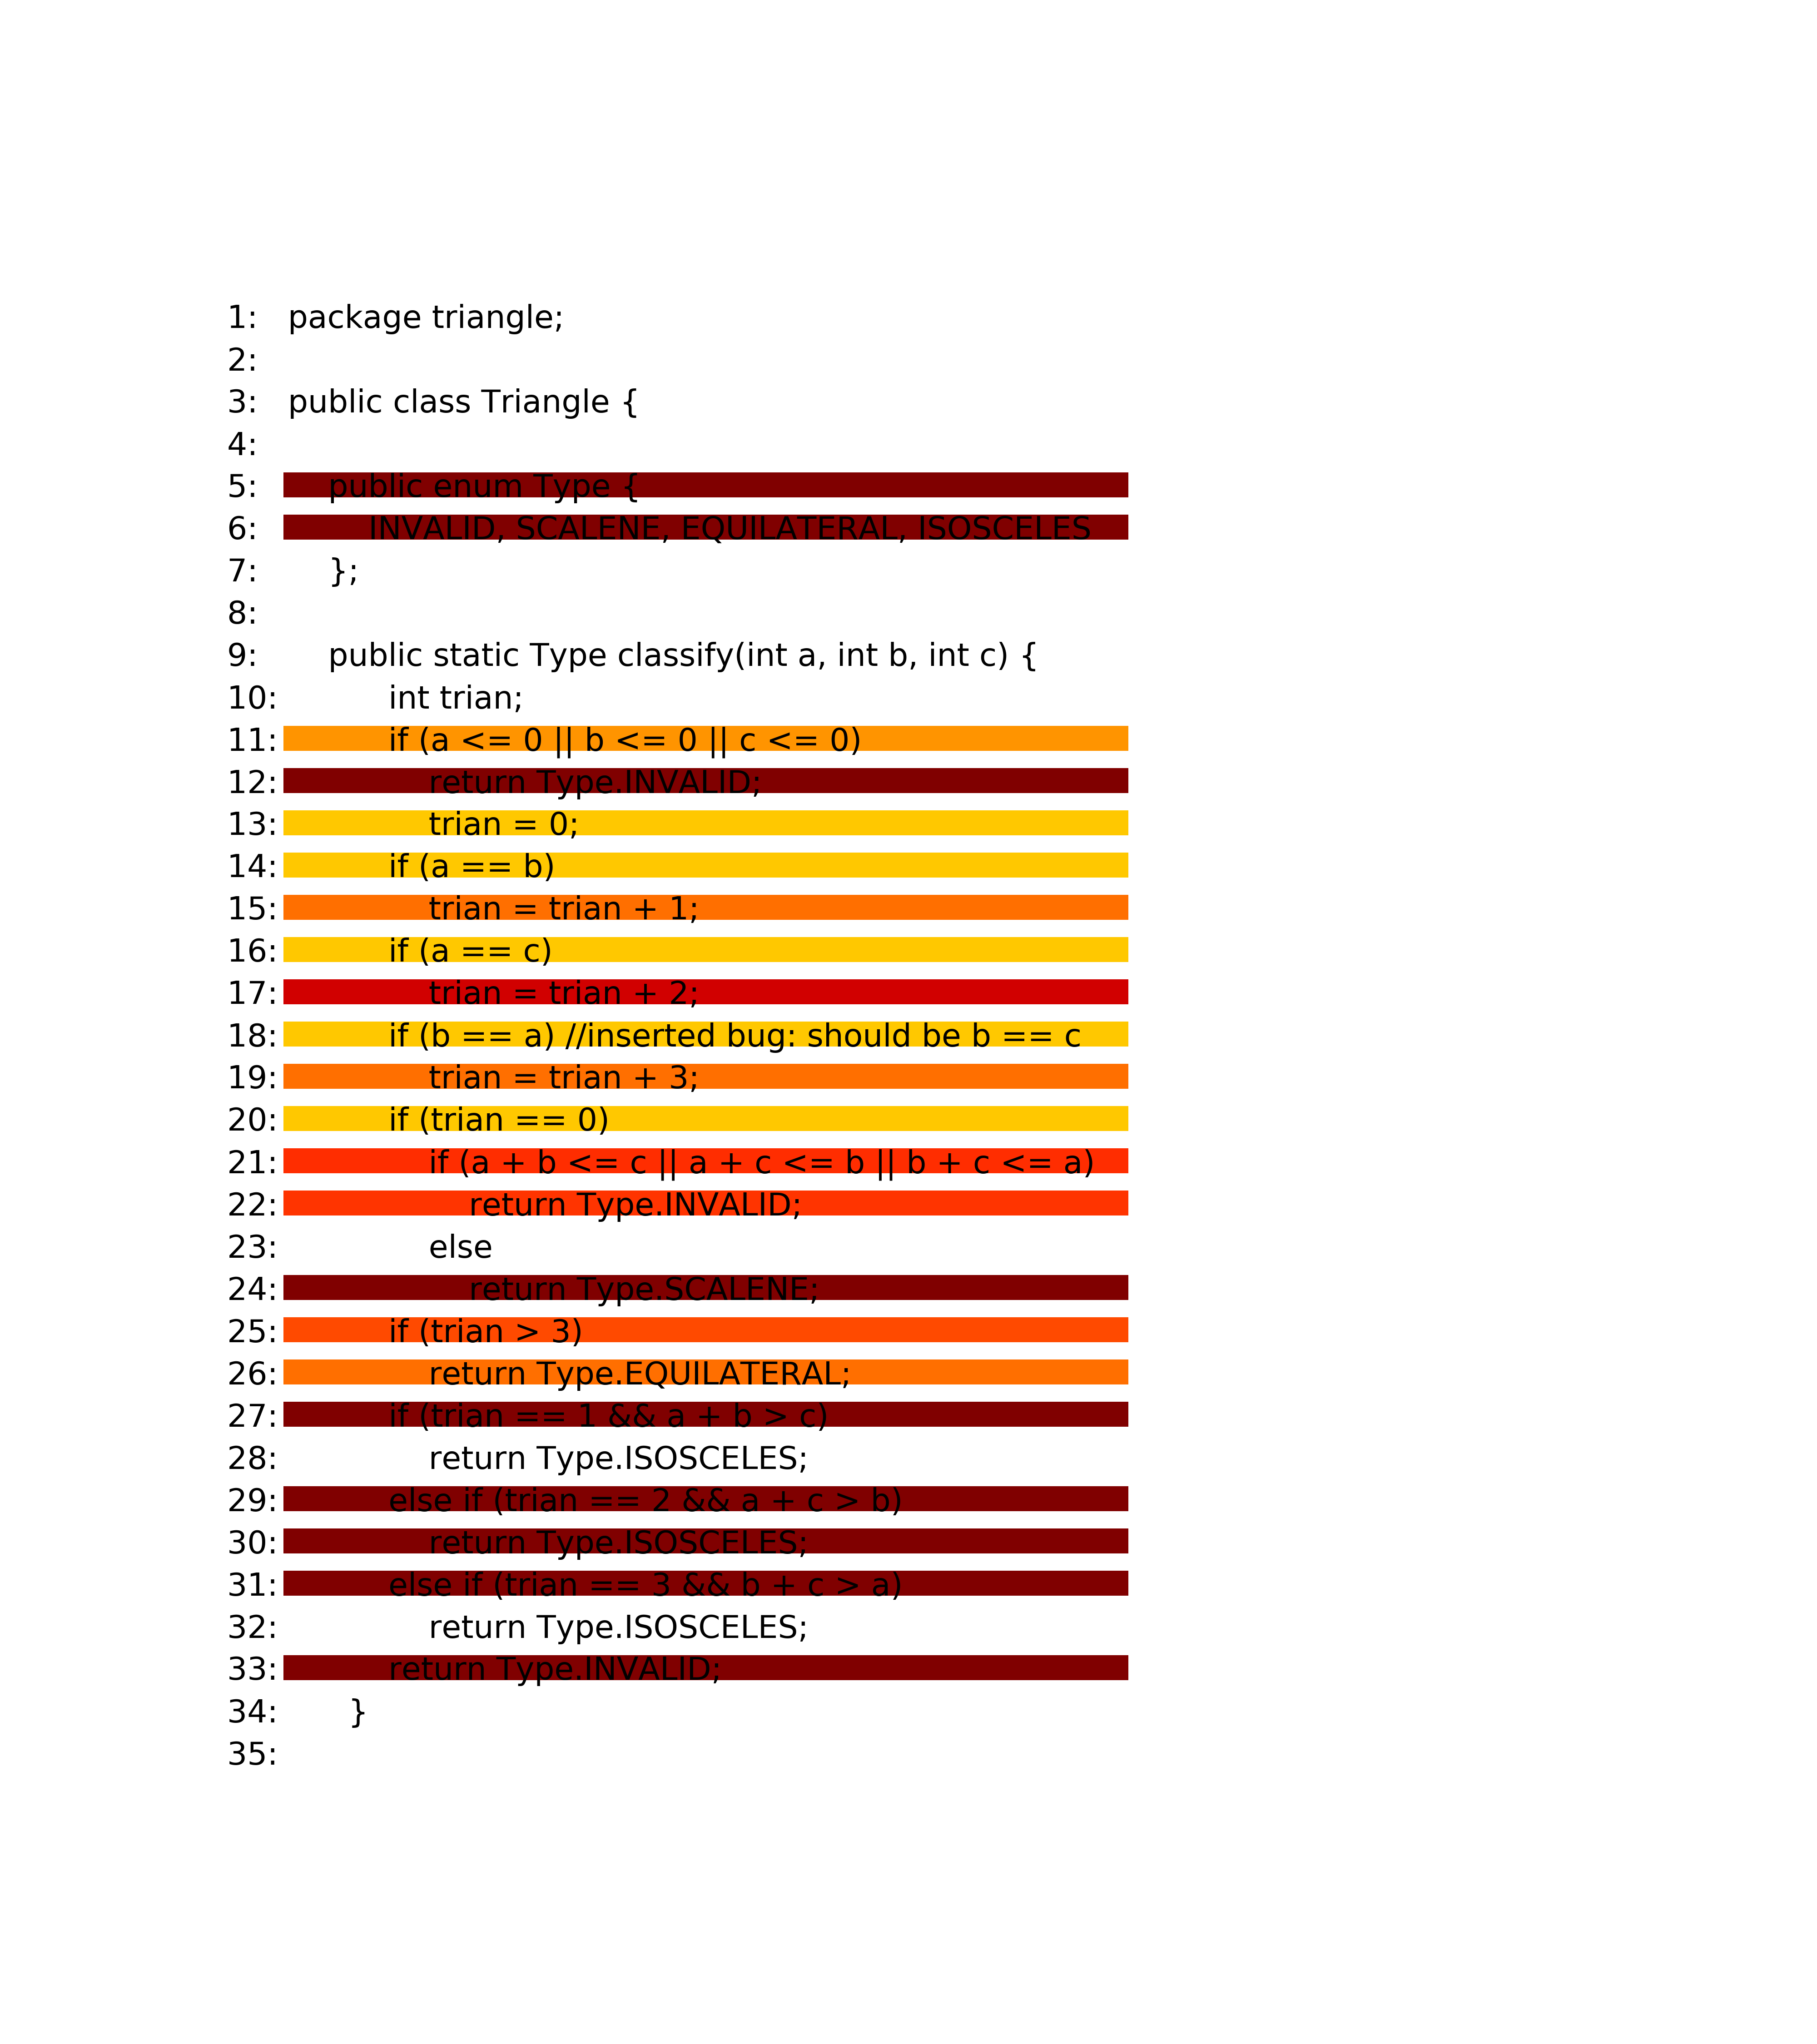 1: package triangle;
2:
3: public class Triangle {
4:
5: public enum Type {
6: INVALID, SCALENE, EQUILATERAL, ISOSCELES
7: };
8:
9: public static Type classify(int a, int b, int c) {
10: int trian;
11: if (a <= 0 || b <= 0 || c <= 0)
12: return Type.INVALID;
13: trian = 0;
14: if (a == b)
15: trian = trian + 1;
16: if (a == c)
17: trian = trian + 2;
18: if (b == a) //inserted bug: should be b == c
19: trian = trian + 3;
20: if (trian == 0)
21: if (a + b <= c || a + c <= b || b + c <= a)
22: return Type.INVALID;
23: else
24: return Type.SCALENE;
25: if (trian > 3)
26: return Type.EQUILATERAL;
27: if (trian == 1 && a + b > c)
28: return Type.ISOSCELES;
29: else if (trian == 2 && a + c > b)
30: return Type.ISOSCELES;
31: else if (trian == 3 && b + c > a)
32: return Type.ISOSCELES;
33: return Type.INVALID;
34: }
35: